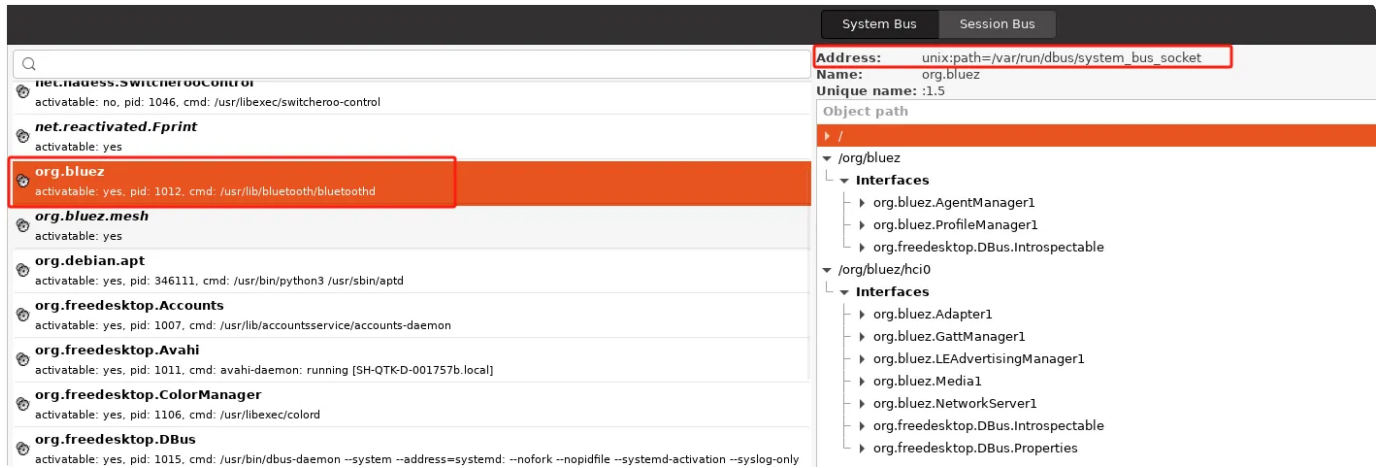 System Bus
Session Bus
net.hadess.SwitcherooControl
activatable: no, pid: 1046, cmd: /usr/libexec/switcheroo-control
net.reactivated.Fprint
activatable: yes
org.bluez
activatable: yes, pid: 1012, cmd: /usr/lib/bluetooth/bluetoothd
org.bluez.mesh
activatable: yes
org.debian.apt
activatable: yes, pid: 346111, cmd: /usr/bin/python3 /usr/sbin/aptd
org.freedesktop.Accounts
activatable: yes, pid: 1007, cmd: /usr/lib/accountsservice/accounts-daemon
org.freedesktop.Avahi
activatable: yes, pid: 1011, cmd: avahi-daemon: running [SH-QTK-D-001757b.local]
org.freedesktop.ColorManager
activatable: yes, pid: 1106, cmd: /usr/libexec/colord
org.freedesktop.DBus
activatable: yes, pid: 1015, cmd: /usr/bin/dbus-daemon --system --address=systemd: --nofork --nopidfile --systemd-activation --syslog-only
Address: unix:path=/var/run/dbus/system_bus_socket
Name: org.bluez
Unique name: :1.5
Object path
/
/org/bluez
Interfaces
org.bluez.AgentManager1
org.bluez.ProfileManager1
org.freedesktop.DBus.Introspectable
/org/bluez/hci0
Interfaces
org.bluez.Adapter1
org.bluez.GattManager1
org.bluez.LEAdvertisingManager1
org.bluez.Media1
org.bluez.NetworkServer1
org.freedesktop.DBus.Introspectable
org.freedesktop.DBus.Properties